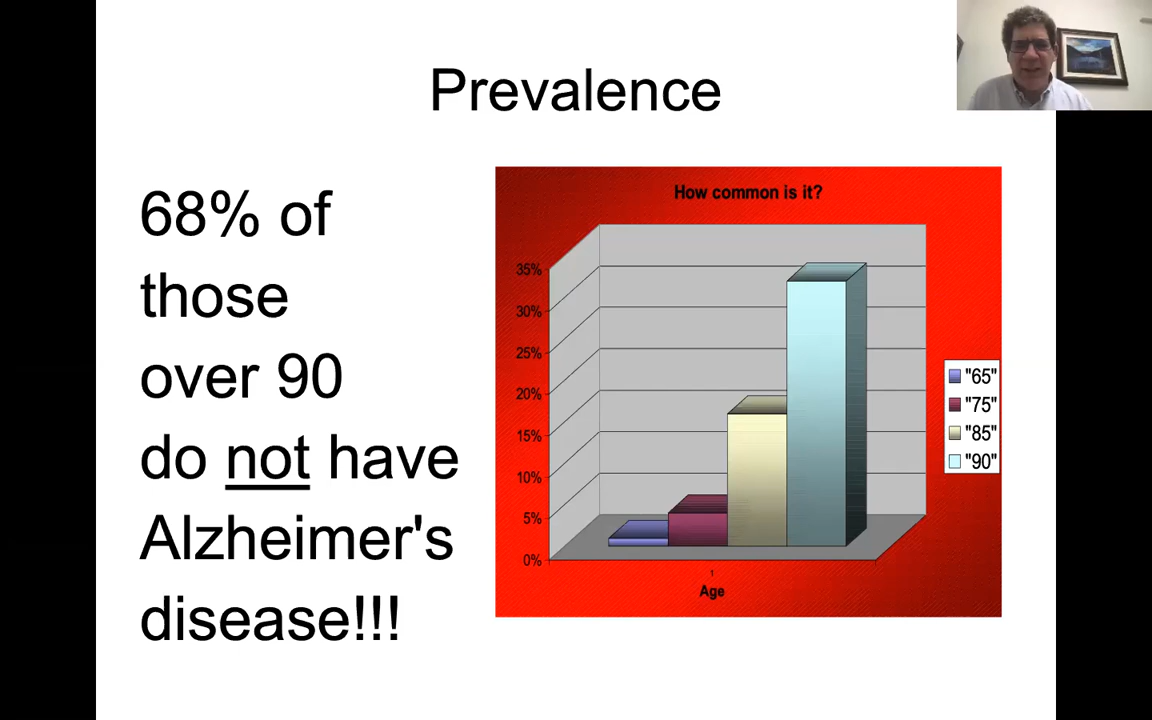 Prevalence
68% of
those
over 90
do not have
Alzheimer's
disease!!!
How common is it?
35%
30%
25%
20%
15%
10%
5%
0%
1
Age
"65"
"75"
"85"
"90"